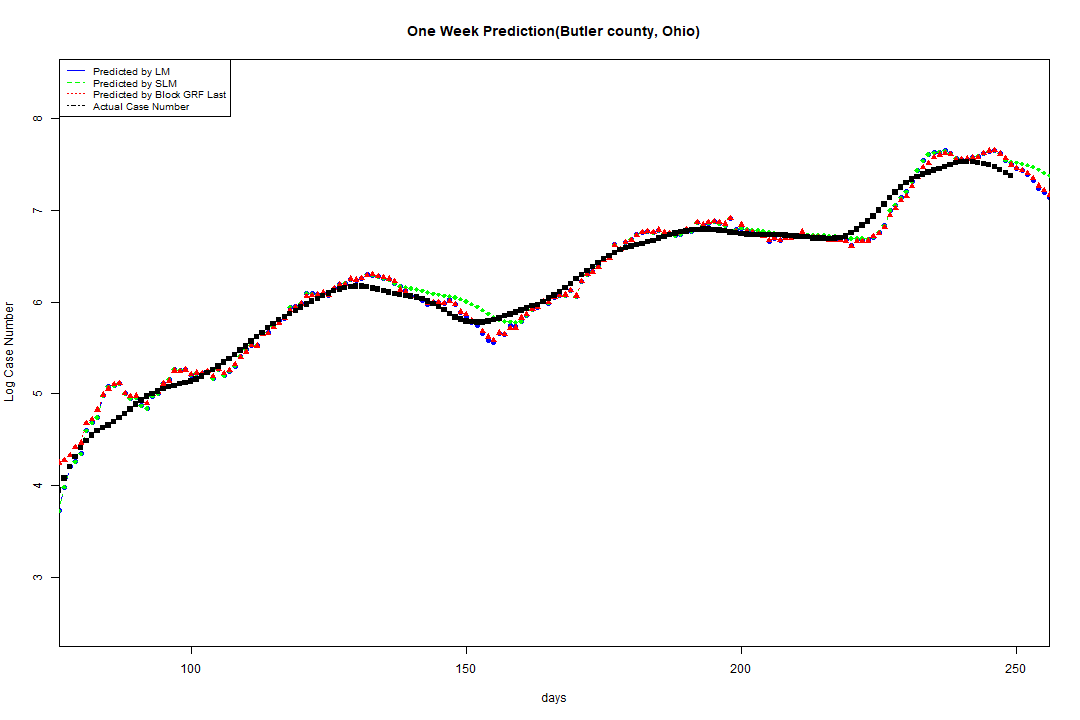 One Week Prediction(Butler county, Ohio)
Predicted by LM
Predicted by SLM
Predicted by Block GRF Last
Actual Case Number
Log Case Number
8
7
6
5
4
3
100 150 200 250
days